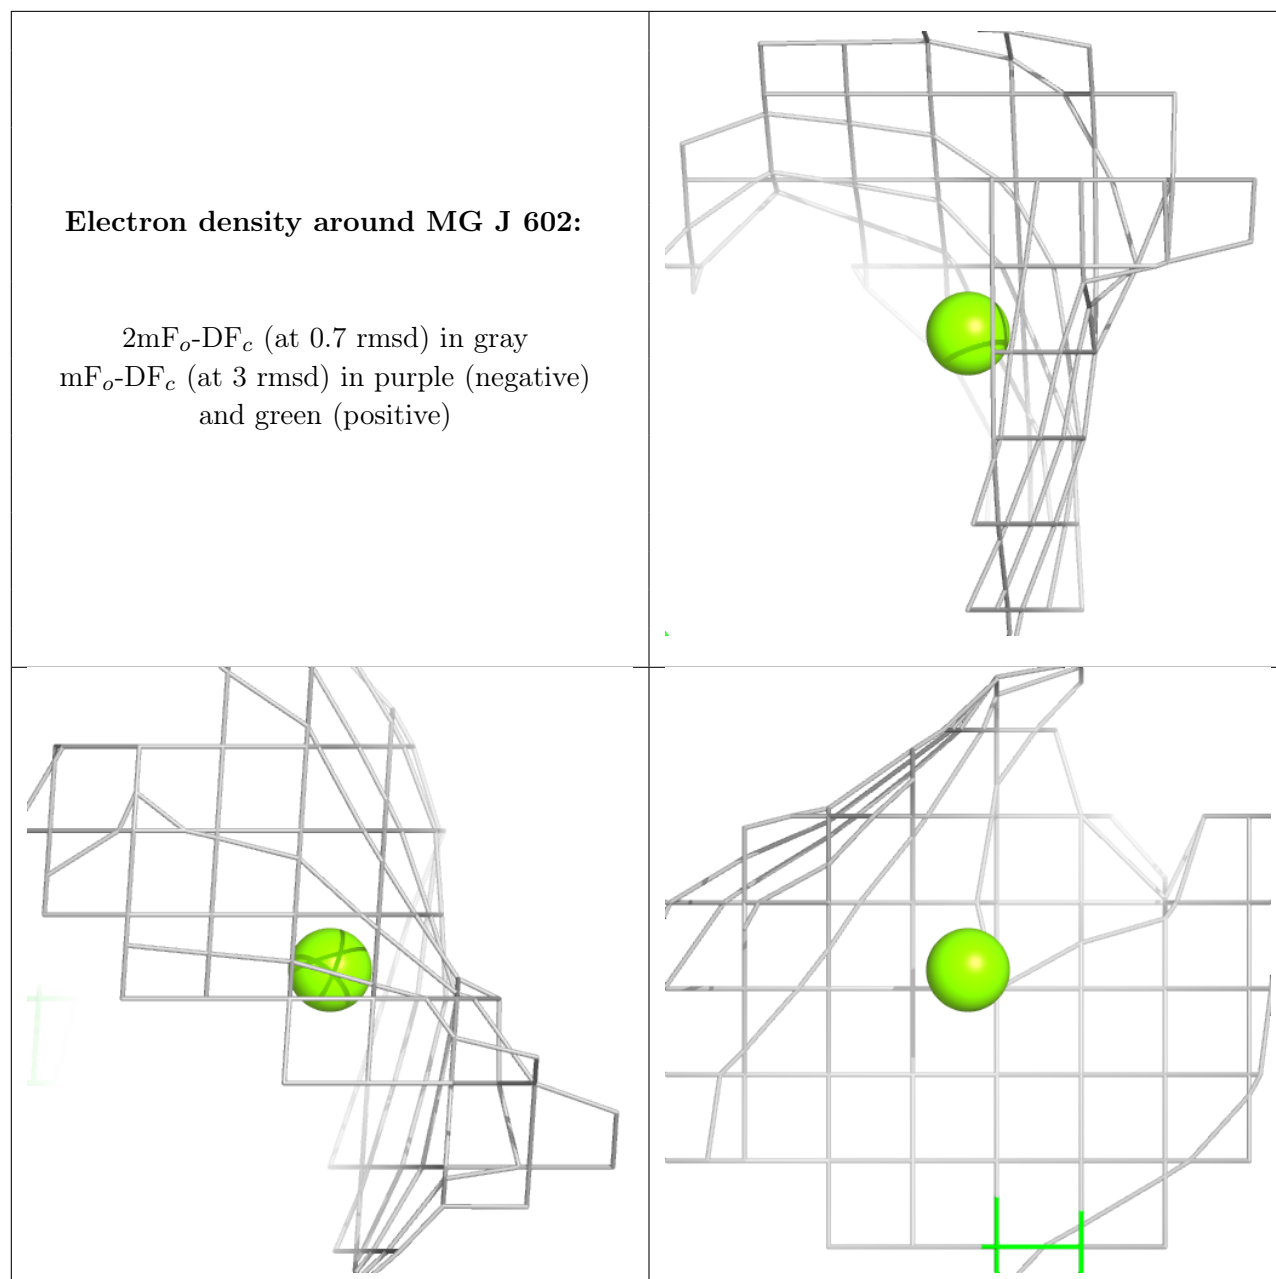 Electron density around MG J 602:
2mFₒ-DF𝒸 (at 0.7 rmsd) in gray
mFₒ-DF𝒸 (at 3 rmsd) in purple (negative)
and green (positive)